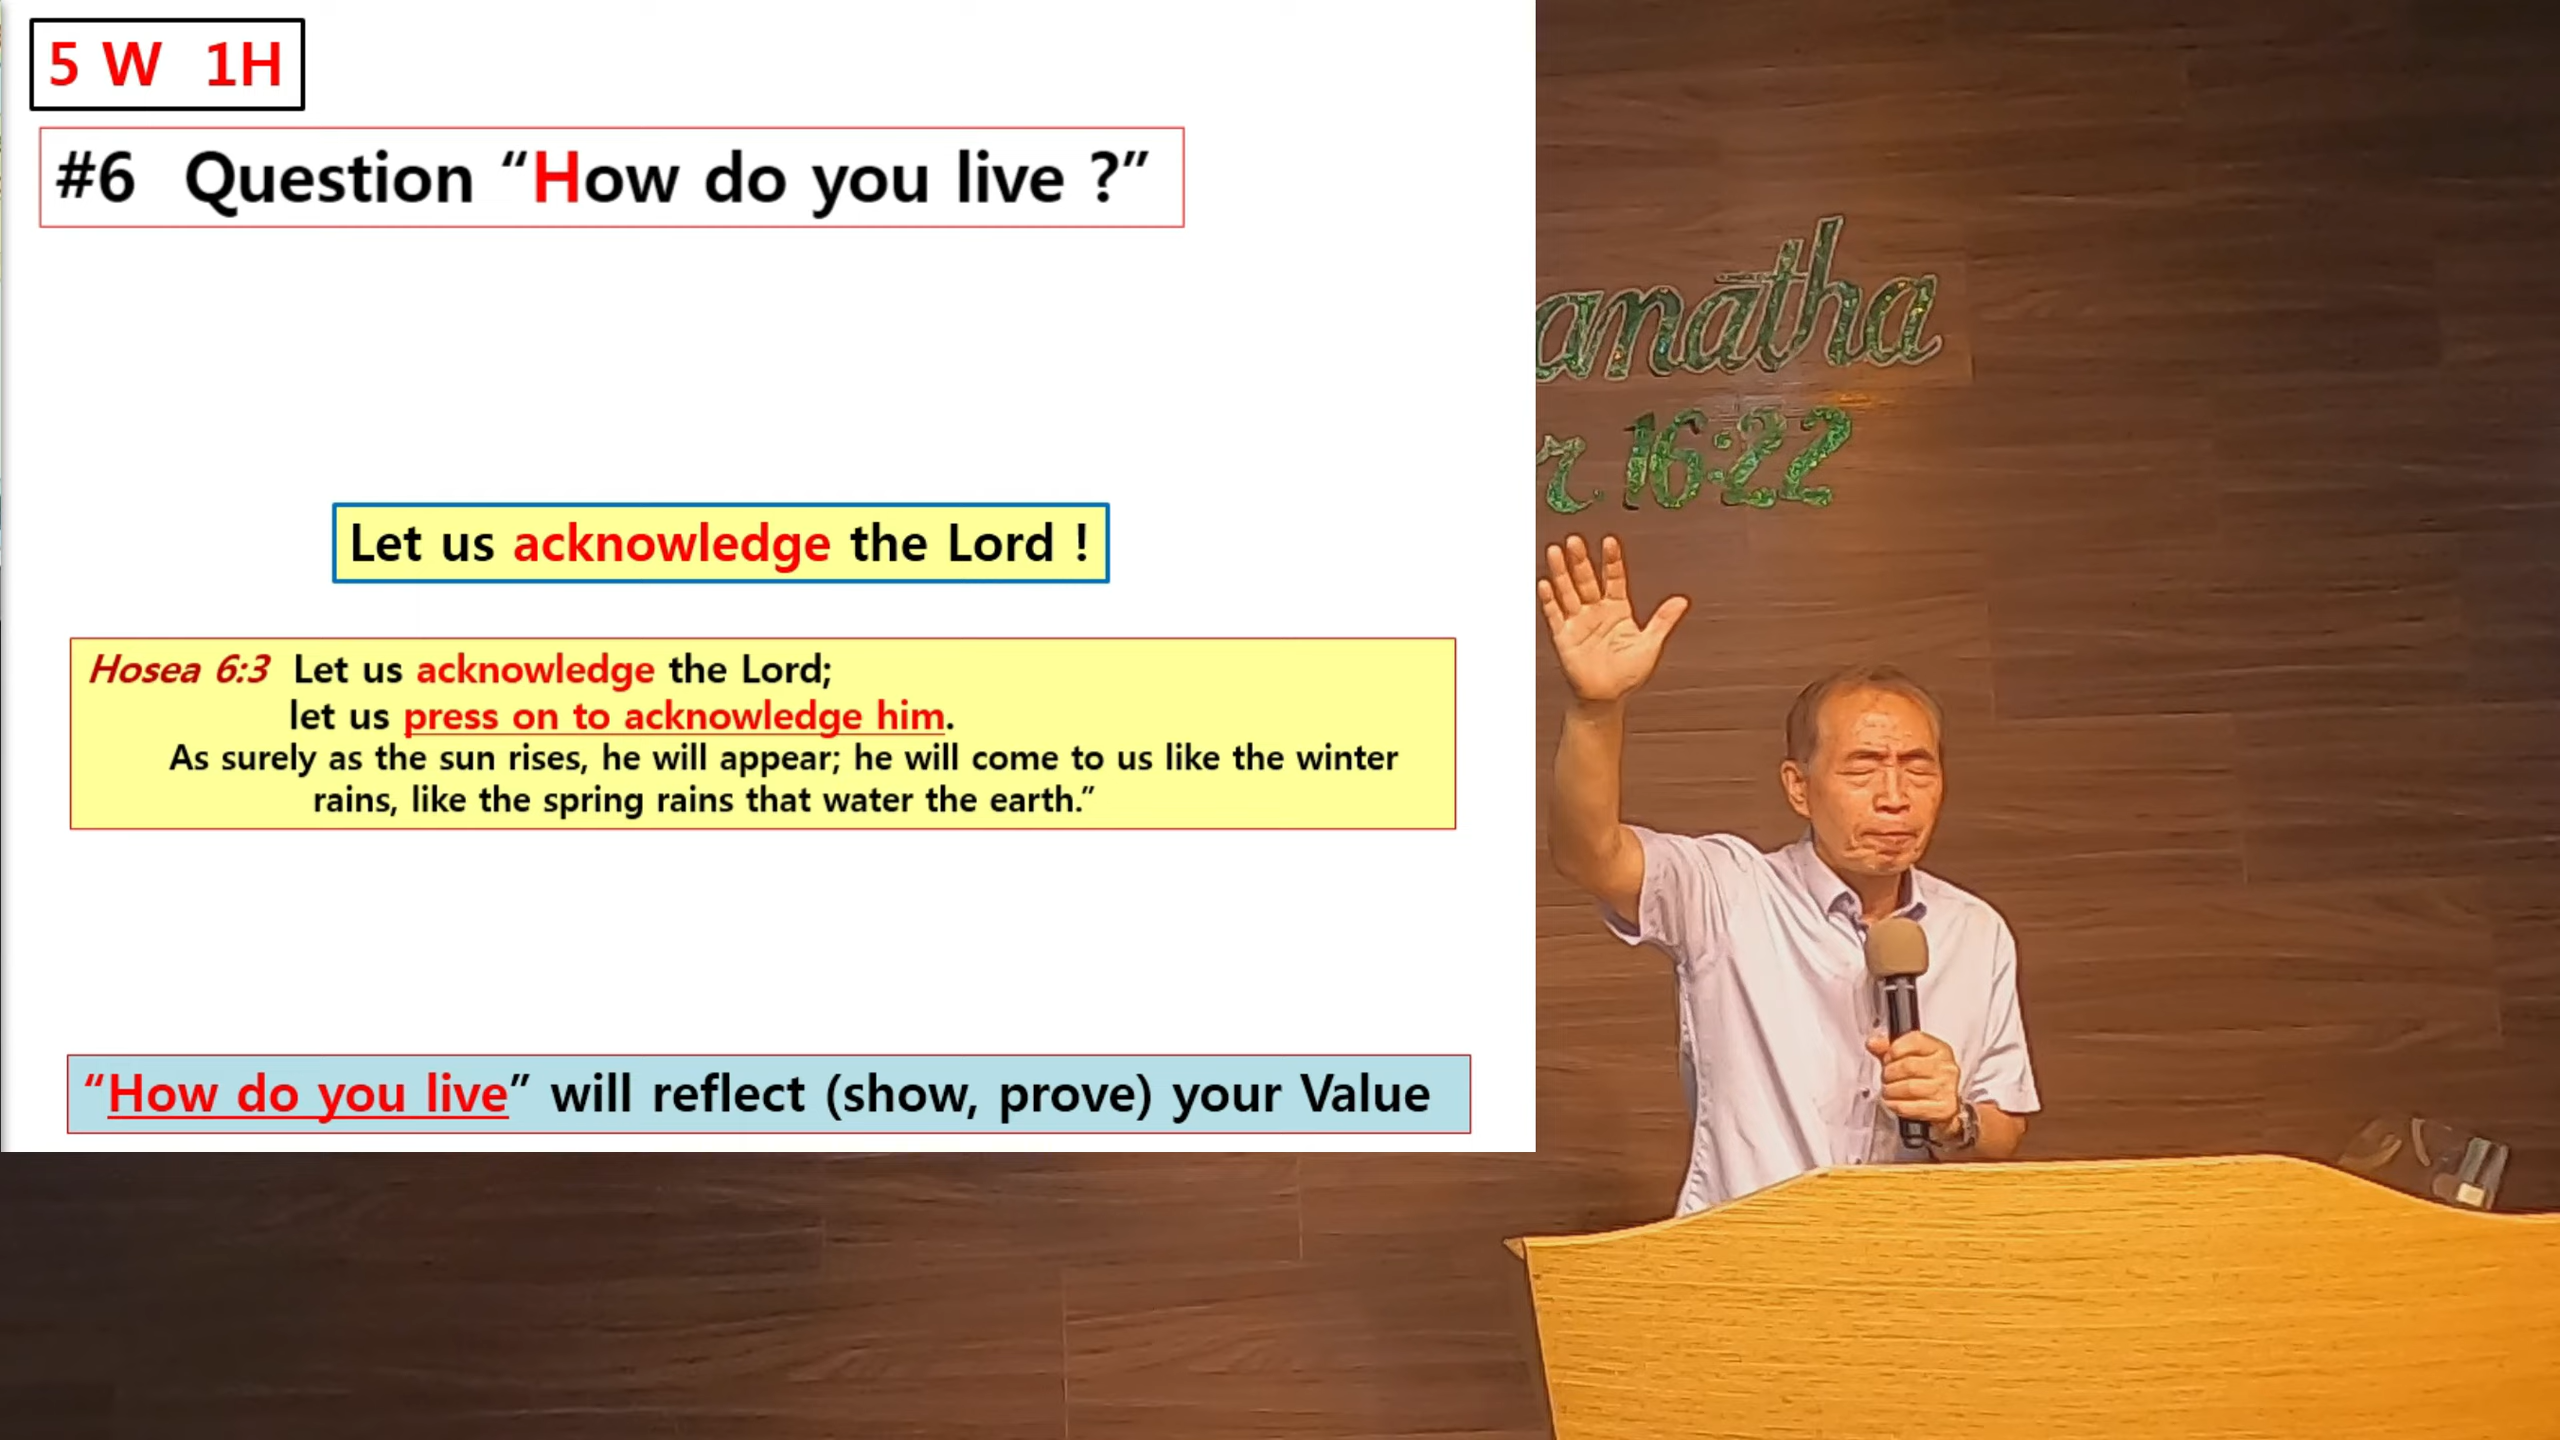 5 W 1H
#6 Question “How do you live ?”
Let us acknowledge the Lord !
Hosea 6:3 Let us acknowledge the Lord;
let us press on to acknowledge him.
As surely as the sun rises, he will appear; he will come to us like the winter
rains, like the spring rains that water the earth.”
“How do you live” will reflect (show, prove) your Value
anatha
r. 16:22